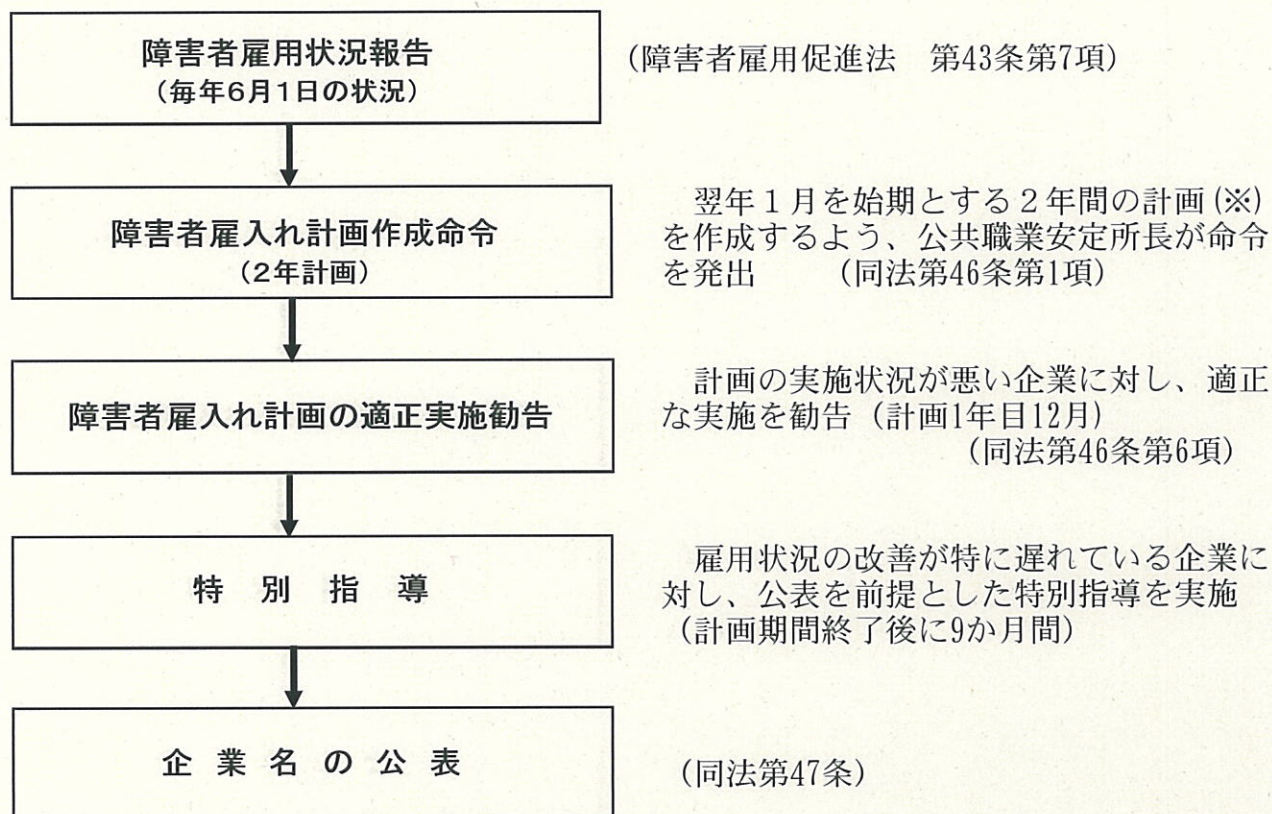 障害者雇用状況報告
（毎年6月1日の状況）
（障害者雇用促進法　第43条第7項）
障害者雇入れ計画作成命令
（2年計画）
翌年１月を始期とする２年間の計画(※)
を作成するよう、公共職業安定所長が命令
を発出　　（同法第46条第1項）
障害者雇入れ計画の適正実施勧告
計画の実施状況が悪い企業に対し、適正
な実施を勧告（計画1年目12月）
（同法第46条第6項）
特　別　指　導
雇用状況の改善が特に遅れている企業に
対し、公表を前提とした特別指導を実施
（計画期間終了後に9か月間）
企　業　名　の　公　表
（同法第47条）